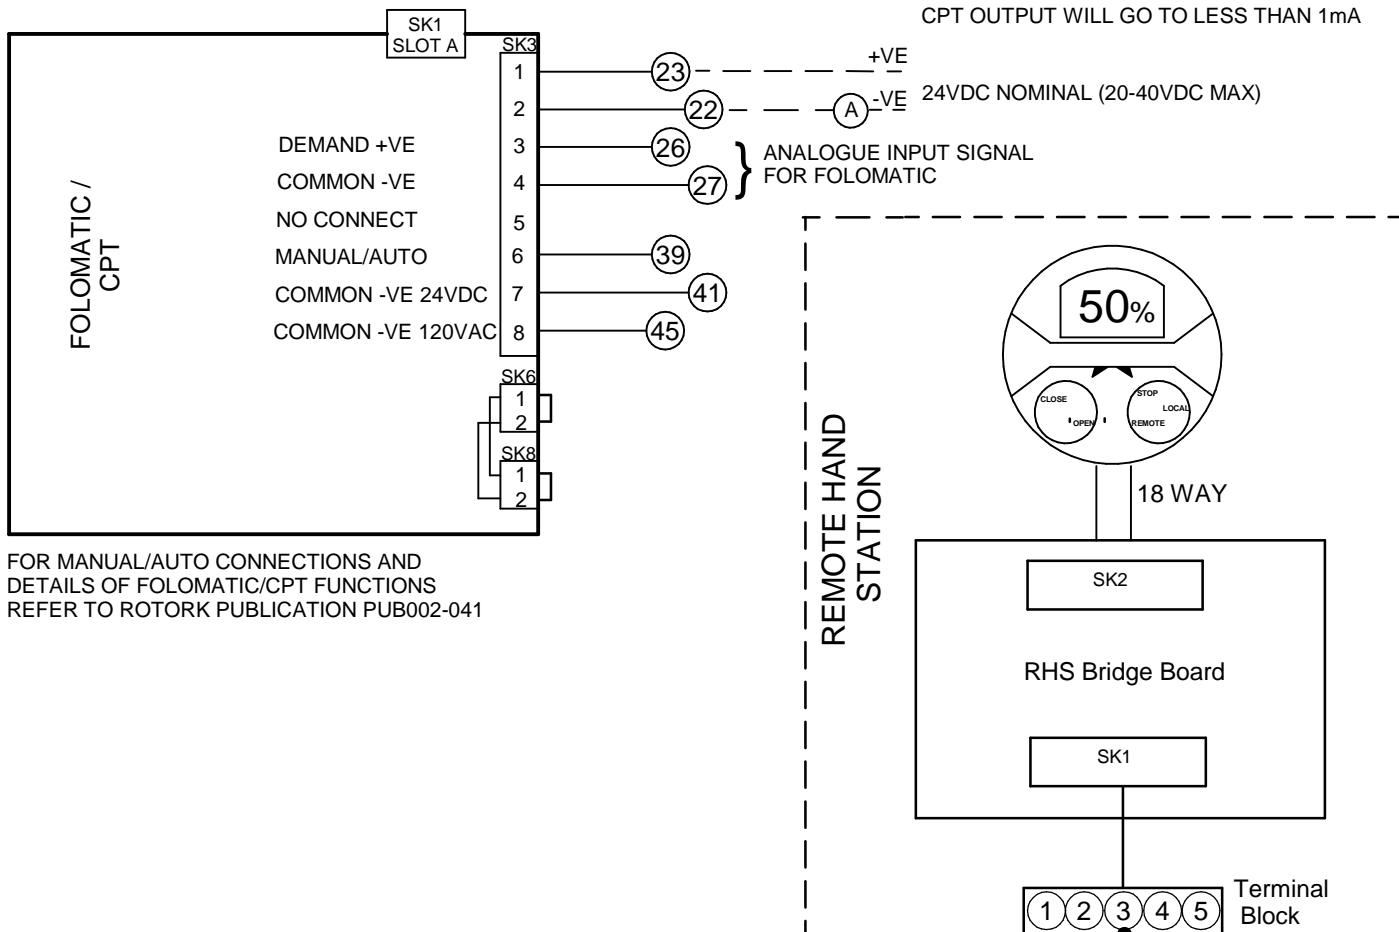 CPT OUTPUT WILL GO TO LESS THAN 1mA
SK1
SLOT A
SK3
1
23
+VE
2
22
A
-VE
24VDC NOMINAL (20-40VDC MAX)
DEMAND +VE
3
26
COMMON -VE
4
27
}
ANALOGUE INPUT SIGNAL
FOR FOLOMATIC
NO CONNECT
5
MANUAL/AUTO
6
39
COMMON -VE 24VDC
7
41
COMMON -VE 120VAC
8
45
FOLOMATIC /
CPT
SK6
1
2
SK8
1
2
FOR MANUAL/AUTO CONNECTIONS AND
DETAILS OF FOLOMATIC/CPT FUNCTIONS
REFER TO ROTORK PUBLICATION PUB002-041
REMOTE HAND
STATION
50%
CLOSE
OPEN
STOP
LOCAL
REMOTE
18 WAY
SK2
RHS Bridge Board
SK1
Terminal
Block
1 2 3 4 5